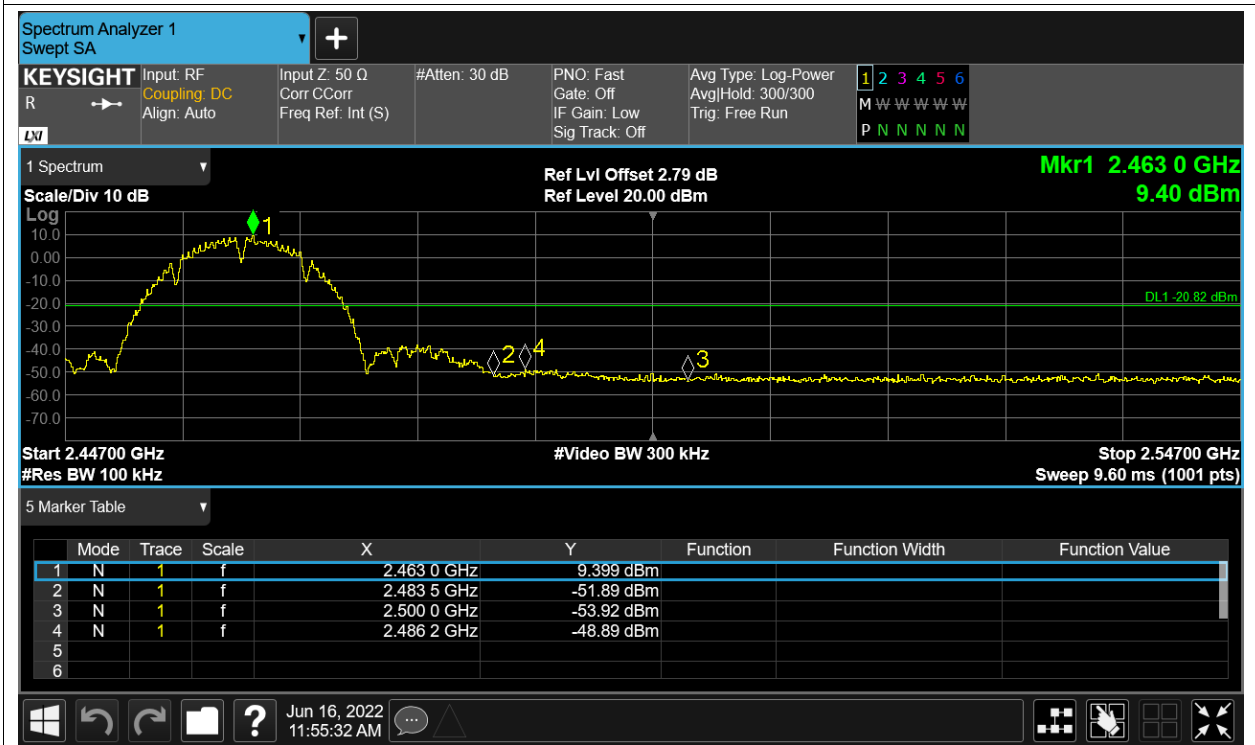 Spectrum Analyzer 1
Swept SA
KEYSIGHT Input: RF Input Z: 50 Ω #Atten: 30 dB PNO: Fast Avg Type: Log-Power 1 2 3 4 5 6
R Coupling: DC Corr CCorr Gate: Off Avg|Hold: 300/300 M W W W W W
Align: Auto Freq Ref: Int (S) IF Gain: Low Trig: Free Run
LXI Sig Track: Off P N N N N N
1 Spectrum Ref Lvl Offset 2.79 dB Mkr1 2.463 0 GHz
Scale/Div 10 dB Ref Level 20.00 dBm 9.40 dBm
Log
1
10.0
0.00
-10.0
-20.0 DL1 -20.82 dBm
-30.0
-40.0
2 4 3
-50.0
-60.0
-70.0
Start 2.44700 GHz #Video BW 300 kHz Stop 2.54700 GHz
#Res BW 100 kHz Sweep 9.60 ms (1001 pts)
5 Marker Table
Mode Trace Scale X Y Function Function Width Function Value
1 N 1 f 2.463 0 GHz 9.399 dBm
2 N 1 f 2.483 5 GHz -51.89 dBm
3 N 1 f 2.500 0 GHz -53.92 dBm
4 N 1 f 2.486 2 GHz -48.89 dBm
5
6
? Jun 16, 2022
11:55:32 AM